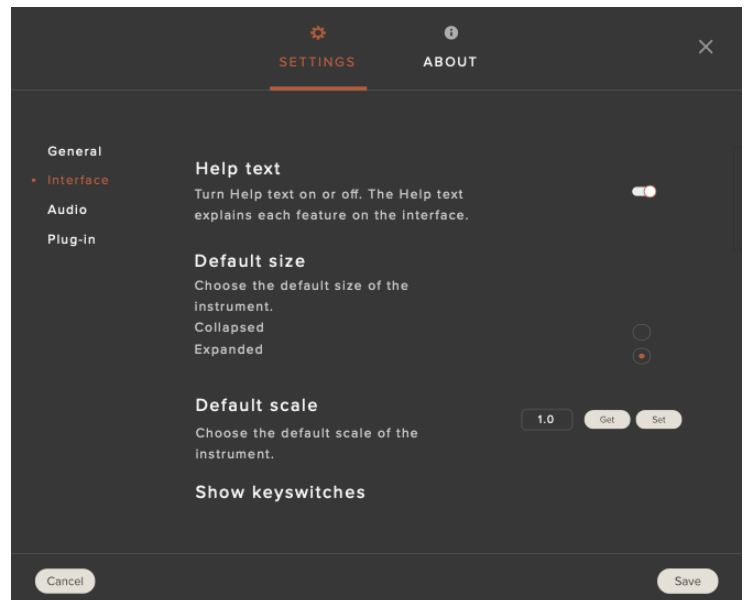 SETTINGS
ABOUT
General
Interface
Audio
Plug-in
Help text
Turn Help text on or off. The Help text
explains each feature on the interface.
Default size
Choose the default size of the
instrument.
Collapsed
Expanded
Default scale
Choose the default scale of the
instrument.
1.0
Get
Set
Show keyswitches
Cancel
Save